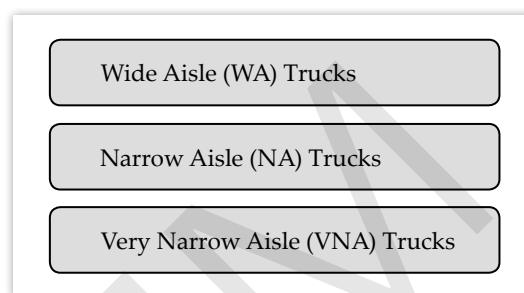 Wide Aisle (WA) Trucks
Narrow Aisle (NA) Trucks
Very Narrow Aisle (VNA) Trucks